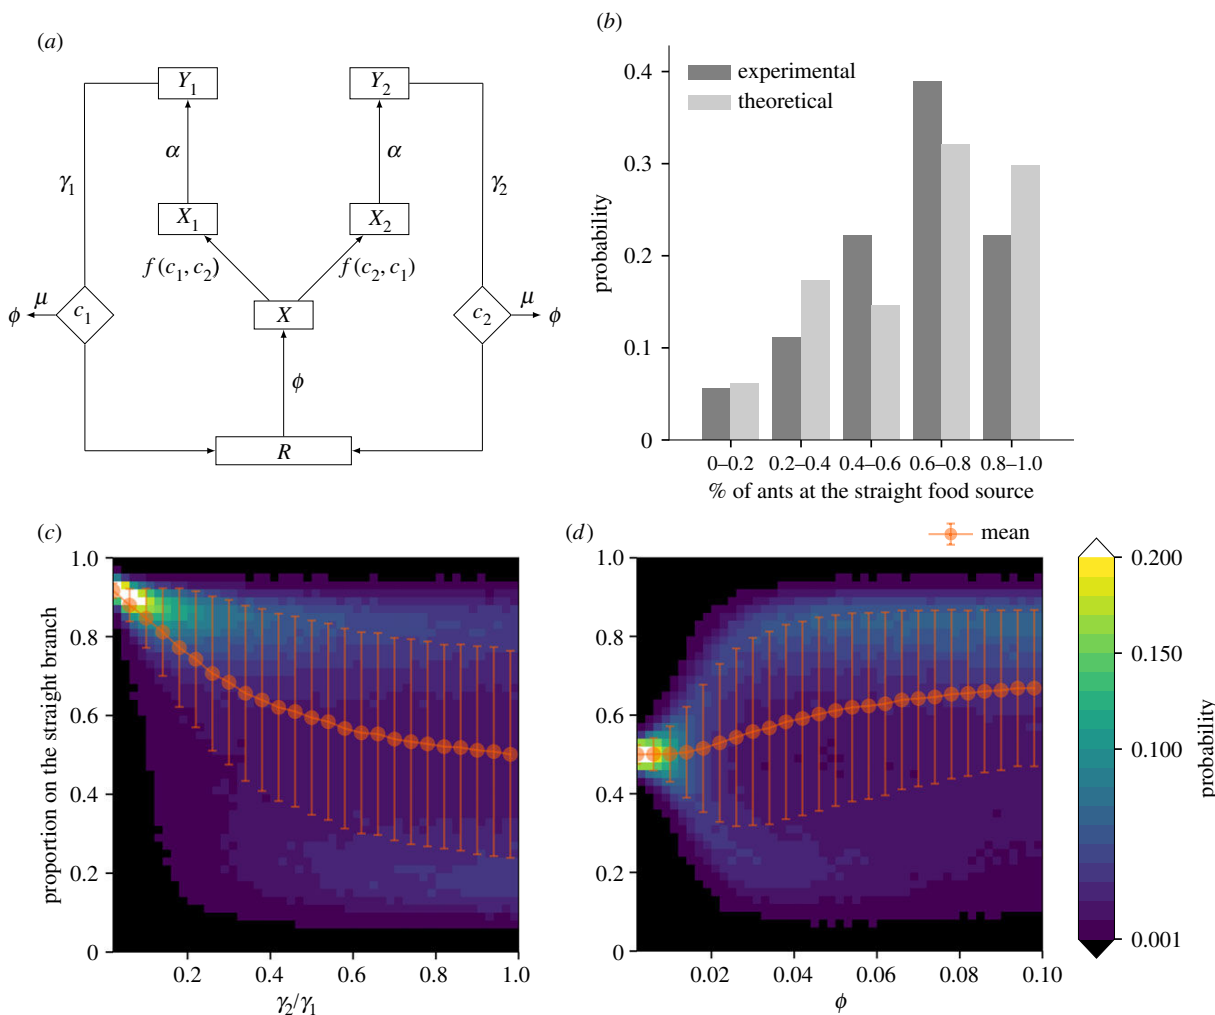 (a)
Y1
Y2
α
α
γ1
γ2
X1
X2
f(c1, c2)
f(c2, c1)
ϕ
μ
c1
X
c2
μ
ϕ
ϕ
R
(b)
experimental
theoretical
0.4
0.3
0.2
0.1
0
probability
0–0.2
0.2–0.4
0.4–0.6
0.6–0.8
0.8–1.0
% of ants at the straight food source
(c)
1.0
0.8
0.6
0.4
0.2
0
proportion on the straight branch
0.2
0.4
0.6
0.8
1.0
γ2/γ1
(d)
mean
1.0
0.8
0.6
0.4
0.2
0
0.02
0.04
0.06
0.08
0.10
ϕ
0.200
0.150
0.100
0.001
probability